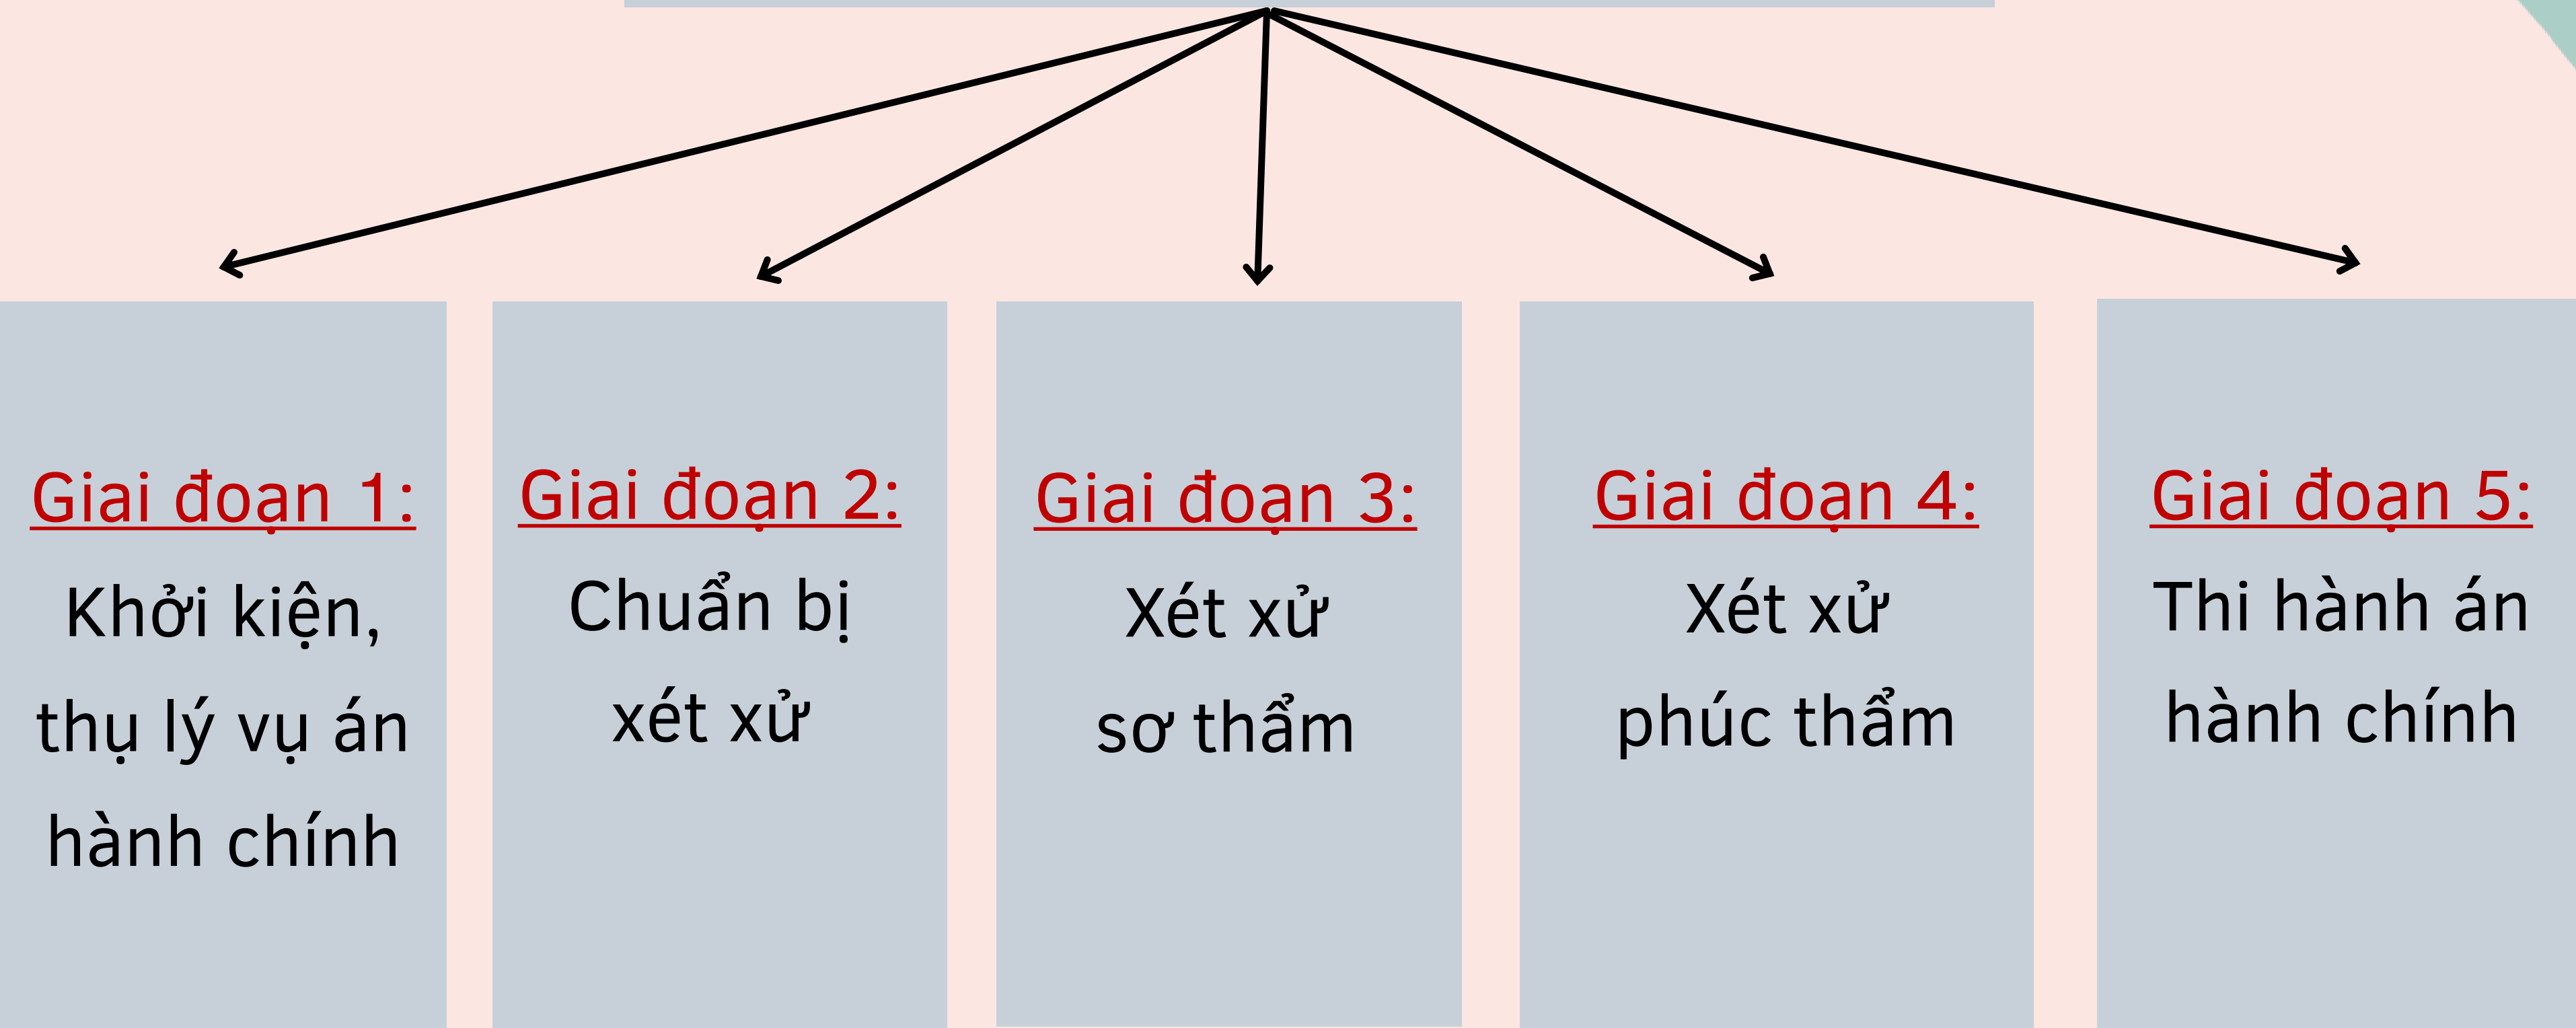 Giai đoạn 1:
Khởi kiện,
thụ lý vụ án
hành chính
Giai đoạn 2:
Chuẩn bị
xét xử
Giai đoạn 3:
Xét xử
sơ thẩm
Giai đoạn 4:
Xét xử
phúc thẩm
Giai đoạn 5:
Thi hành án
hành chính